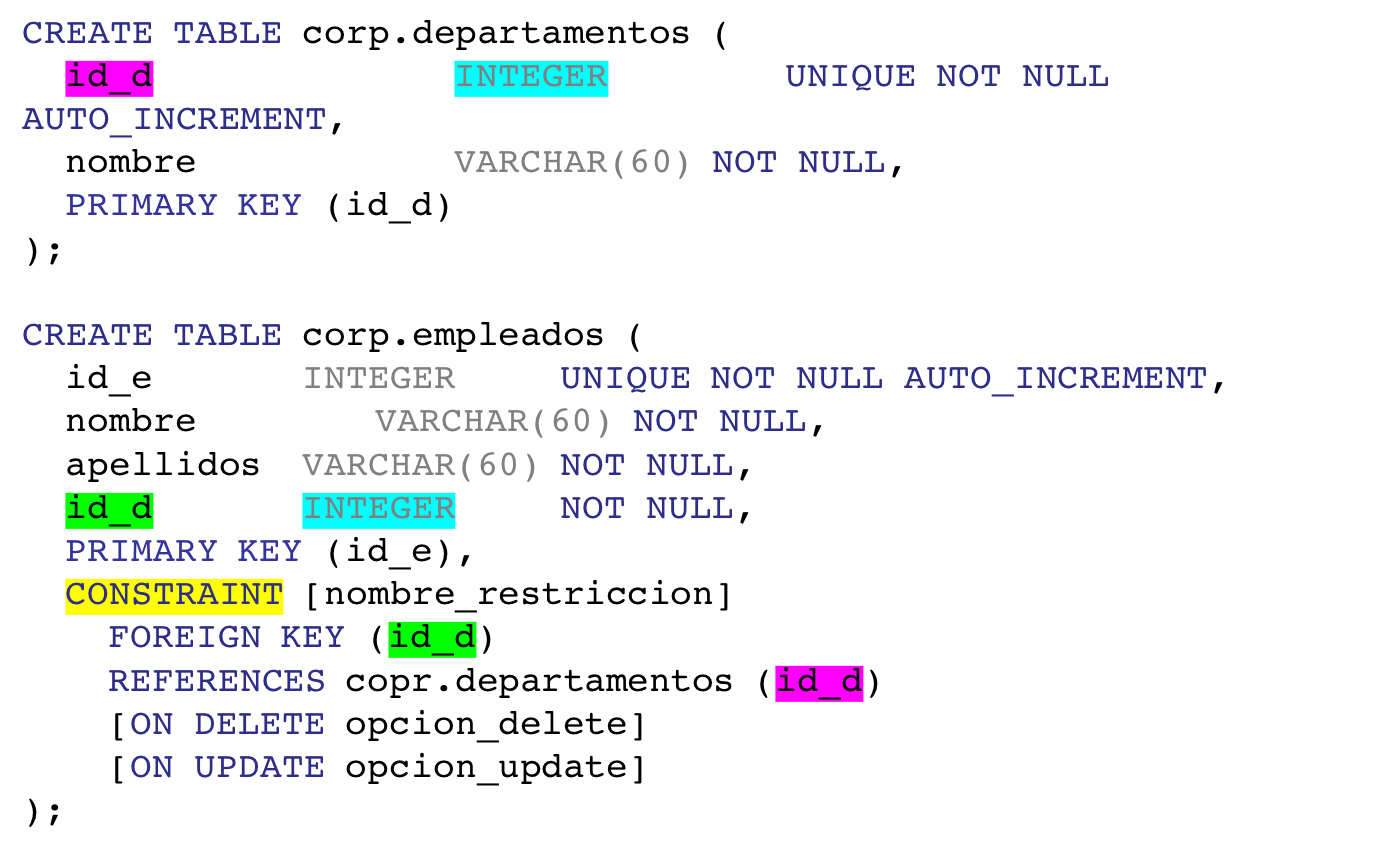 CREATE TABLE corp.departamentos (
id_d INTEGER UNIQUE NOT NULL
AUTO_INCREMENT,
nombre VARCHAR(60) NOT NULL,
PRIMARY KEY (id_d)
);
CREATE TABLE corp.empleados (
id_e INTEGER UNIQUE NOT NULL AUTO_INCREMENT,
nombre VARCHAR(60) NOT NULL,
apellidos VARCHAR(60) NOT NULL,
id_d INTEGER NOT NULL,
PRIMARY KEY (id_e),
CONSTRAINT [nombre_restriccion]
FOREIGN KEY (id_d)
REFERENCES copr.departamentos (id_d)
[ON DELETE opcion_delete]
[ON UPDATE opcion_update]
);